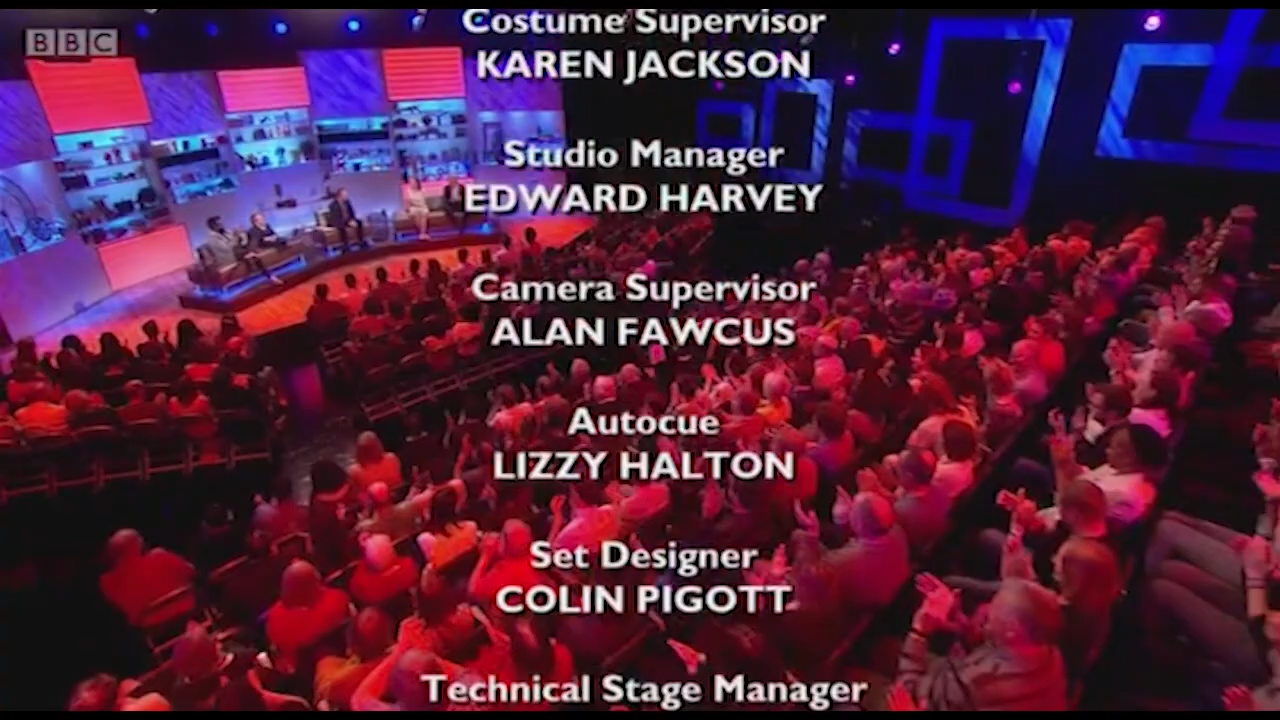 BBC
Costume Supervisor
KAREN JACKSON
Studio Manager
EDWARD HARVEY
Camera Supervisor
ALAN FAWCUS
Autocue
LIZZY HALTON
Set Designer
COLIN PIGOTT
Technical Stage Manager